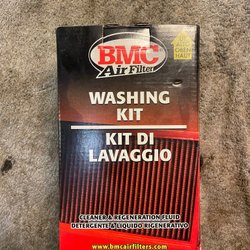 BMC
Air Filter
WASHING
KIT
KIT DI
LAVAGGIO
CLEANER & REGENERATION FLUID
DETERGENTE & LIQUIDO RIGENERATIVO
www.bmcairfilters.com